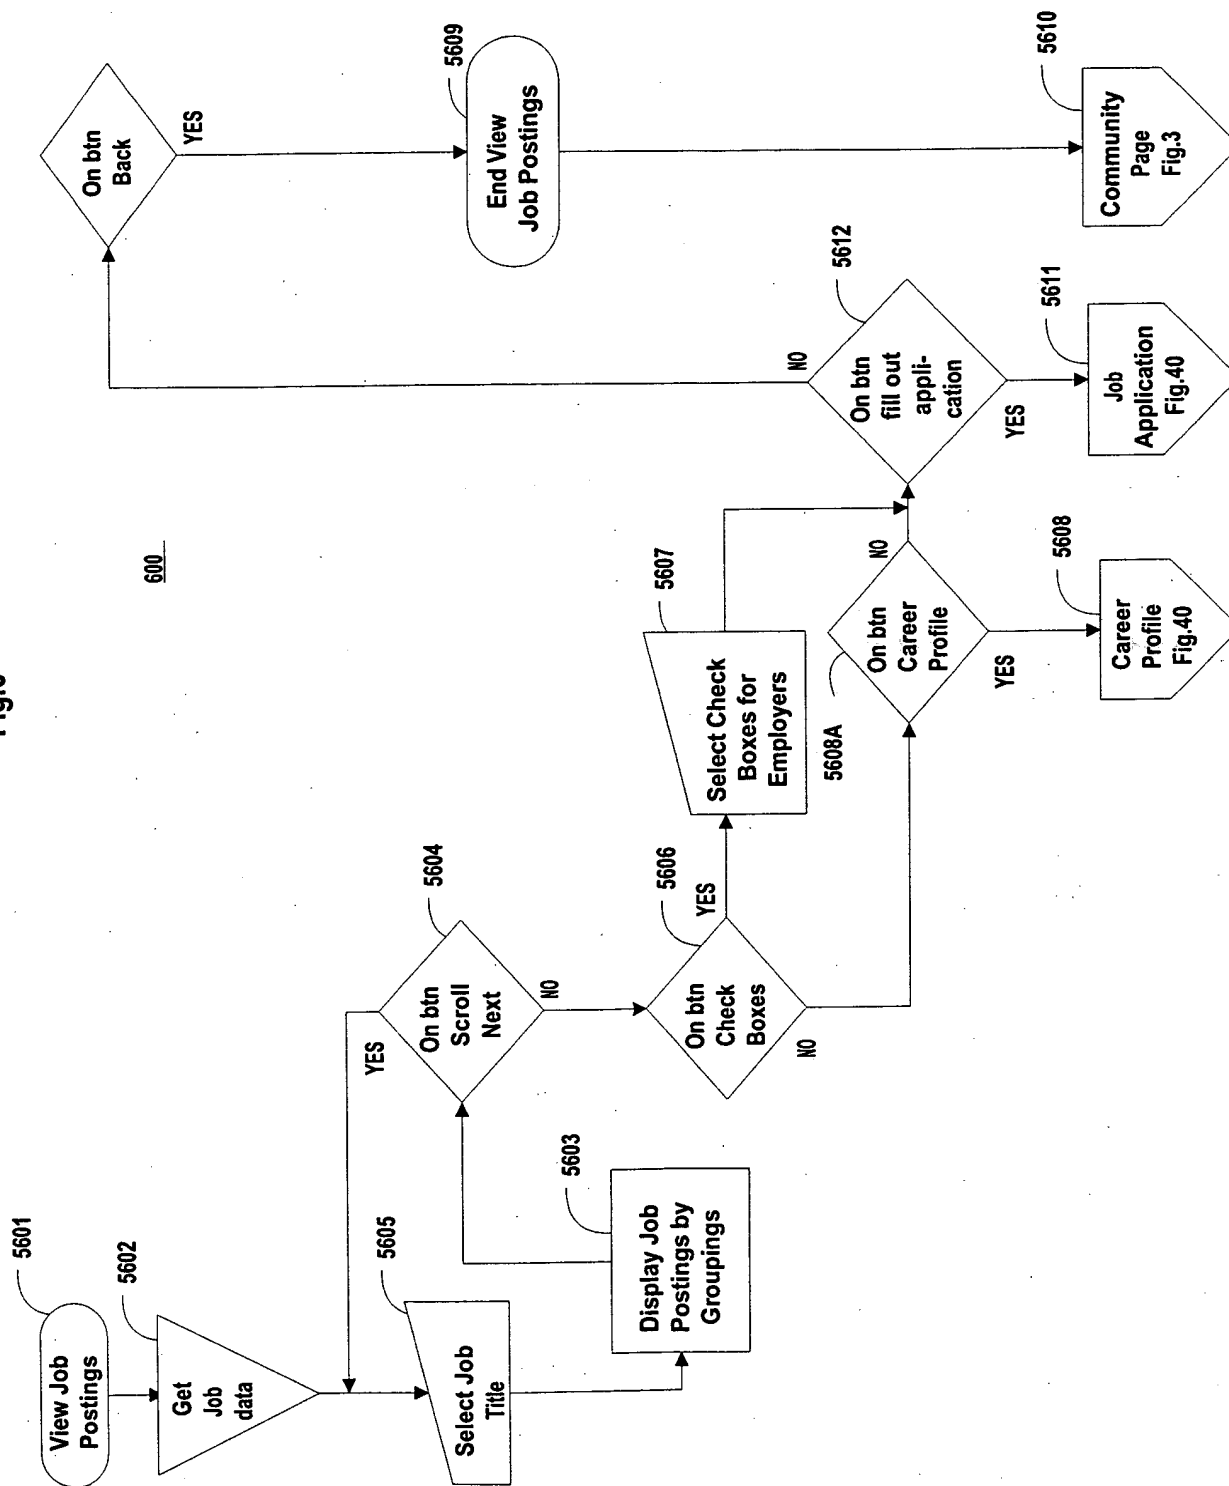 600
5601
View Job
Postings
5602
Get
Job
data
5605
Select Job
Title
5603
Display Job
Postings by
Groupings
5604
On btn
Scroll
Next
YES
NO
5606
On btn
Check
Boxes
YES
NO
5607
Select Check
Boxes for
Employers
5608A
On btn
Career
Profile
NO
YES
5608
Career
Profile
Fig.40
5612
On btn
fill out
appli-
cation
NO
YES
5611
Job
Application
Fig.40
On btn
Back
YES
5609
End View
Job Postings
5610
Community
Page
Fig.3